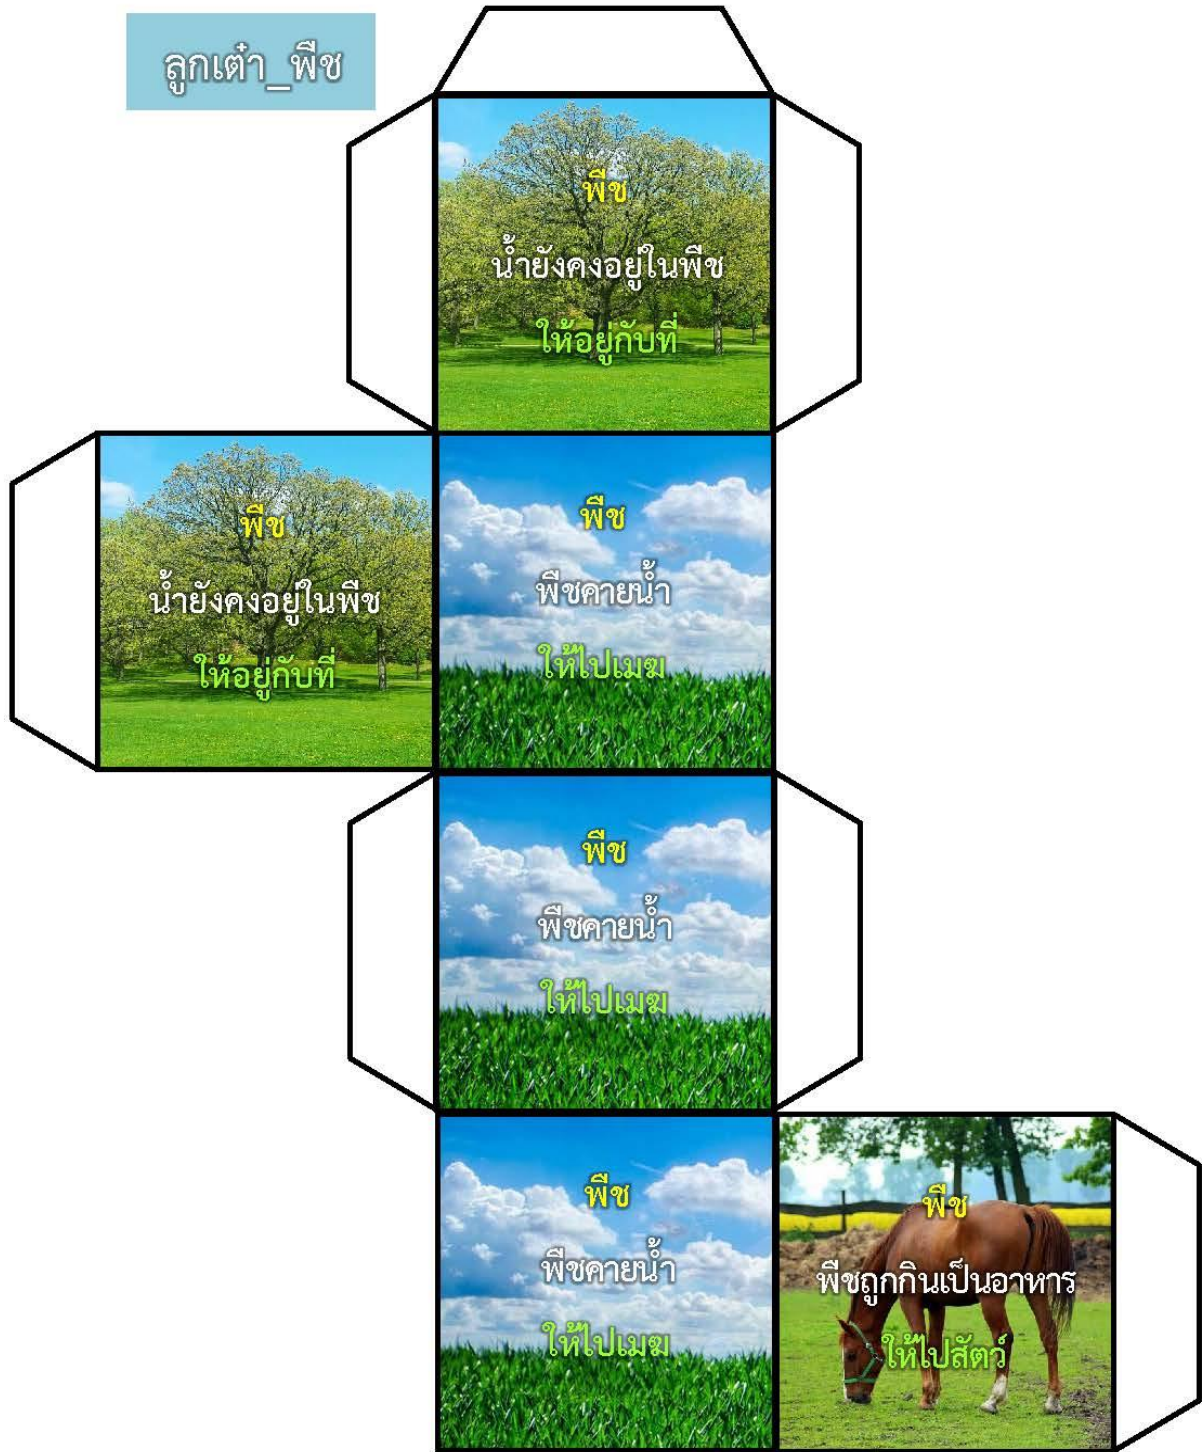 ลูกเต๋า_พืช
พืช
น้ำยังคงอยู่ในพืช
ให้อยู่กับที่
พืช
น้ำยังคงอยู่ในพืช
ให้อยู่กับที่
พืช
พืชคายน้ำ
ให้ไปเมฆ
พืช
พืชคายน้ำ
ให้ไปเมฆ
พืช
พืชคายน้ำ
ให้ไปเมฆ
พืช
พืชถูกกินเป็นอาหาร
ให้ไปสัตว์